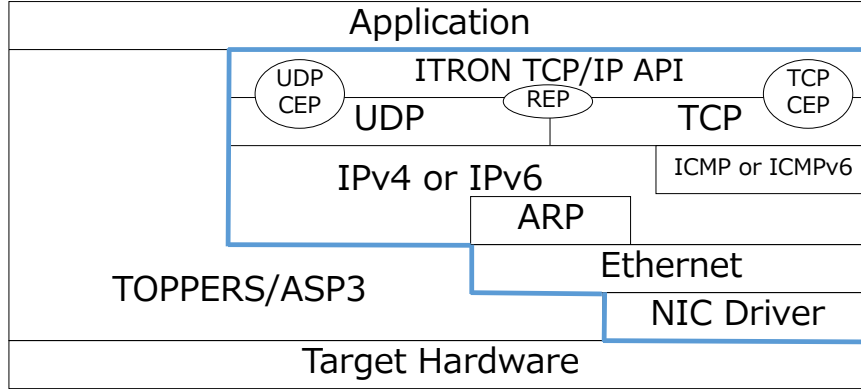 Application
ITRON TCP/IP API
UDP
CEP
REP
TCP
CEP
UDP
TCP
IPv4 or IPv6
ICMP or ICMPv6
ARP
Ethernet
TOPPERS/ASP3
NIC Driver
Target Hardware